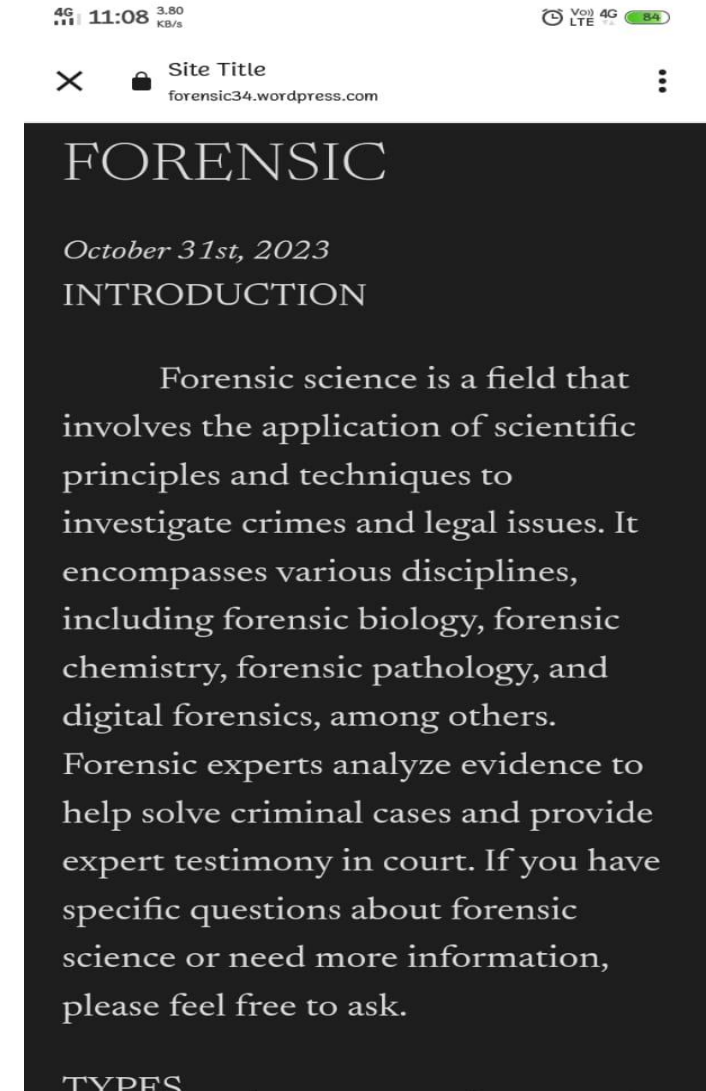 4G 11:08 3.80 KB/s Vo)) LTE 4G 84
Site Title
forensic34.wordpress.com
FORENSIC
October 31st, 2023
INTRODUCTION
Forensic science is a field that
involves the application of scientific
principles and techniques to
investigate crimes and legal issues. It
encompasses various disciplines,
including forensic biology, forensic
chemistry, forensic pathology, and
digital forensics, among others.
Forensic experts analyze evidence to
help solve criminal cases and provide
expert testimony in court. If you have
specific questions about forensic
science or need more information,
please feel free to ask.
TYPES